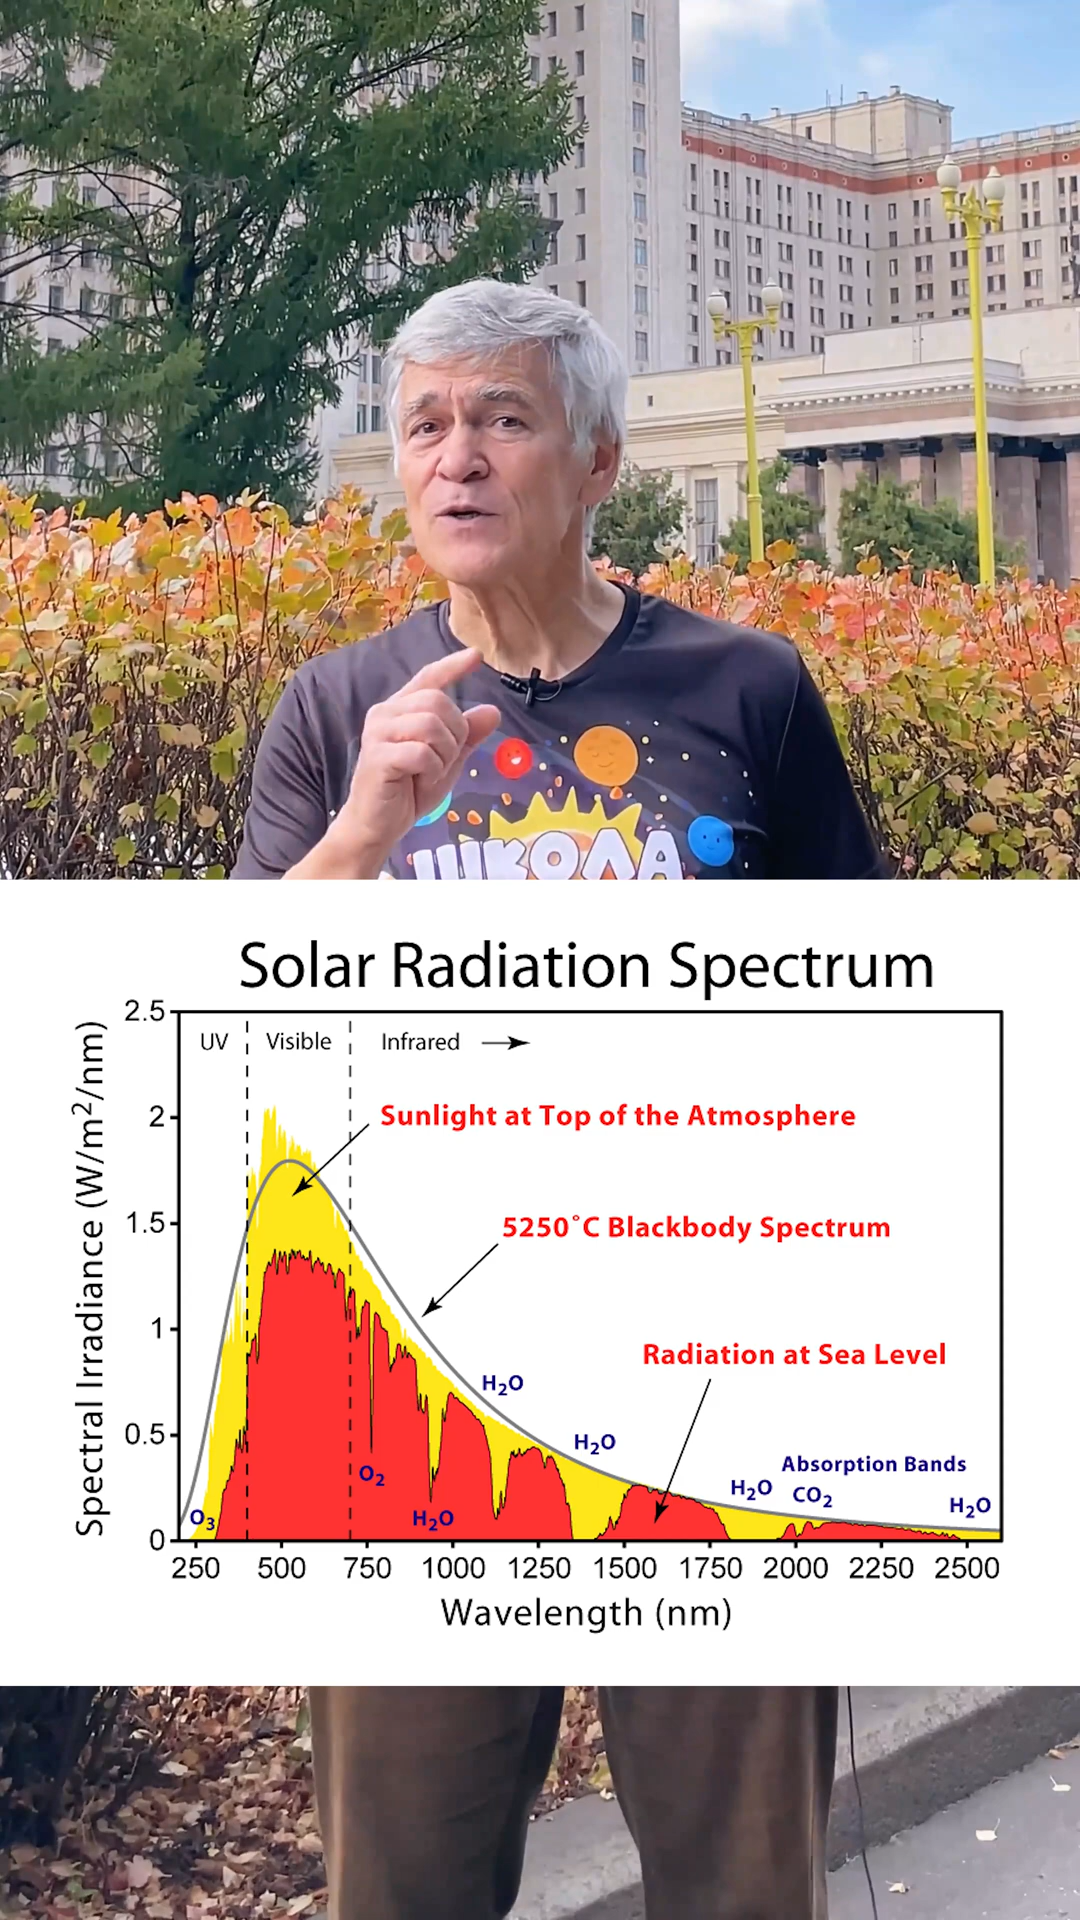 ШКОЛА
Solar Radiation Spectrum
UV Visible Infrared
Sunlight at Top of the Atmosphere
5250°C Blackbody Spectrum
Radiation at Sea Level
H₂O
H₂O
Absorption Bands
H₂O CO₂ H₂O
O₂
O₃ H₂O
Spectral Irradiance (W/m²/nm)
2.5
2
1.5
1
0.5
0
250 500 750 1000 1250 1500 1750 2000 2250 2500
Wavelength (nm)